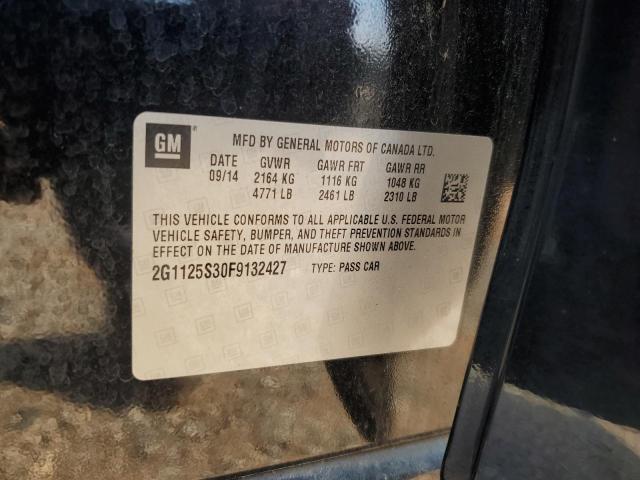 GM
MFD BY GENERAL MOTORS OF CANADA LTD.
DATE GVWR GAWR FRT GAWR RR
09/14 2164 KG 1116 KG 1048 KG
4771 LB 2461 LB 2310 LB
THIS VEHICLE CONFORMS TO ALL APPLICABLE U.S. FEDERAL MOTOR
VEHICLE SAFETY, BUMPER, AND THEFT PREVENTION STANDARDS IN
EFFECT ON THE DATE OF MANUFACTURE SHOWN ABOVE.
2G1125S30F9132427 TYPE: PASS CAR